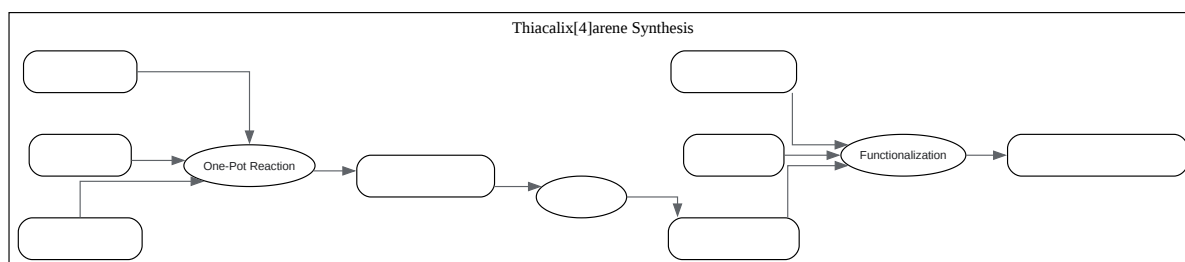 Thiacalix[4]arene Synthesis
One-Pot Reaction
Functionalization